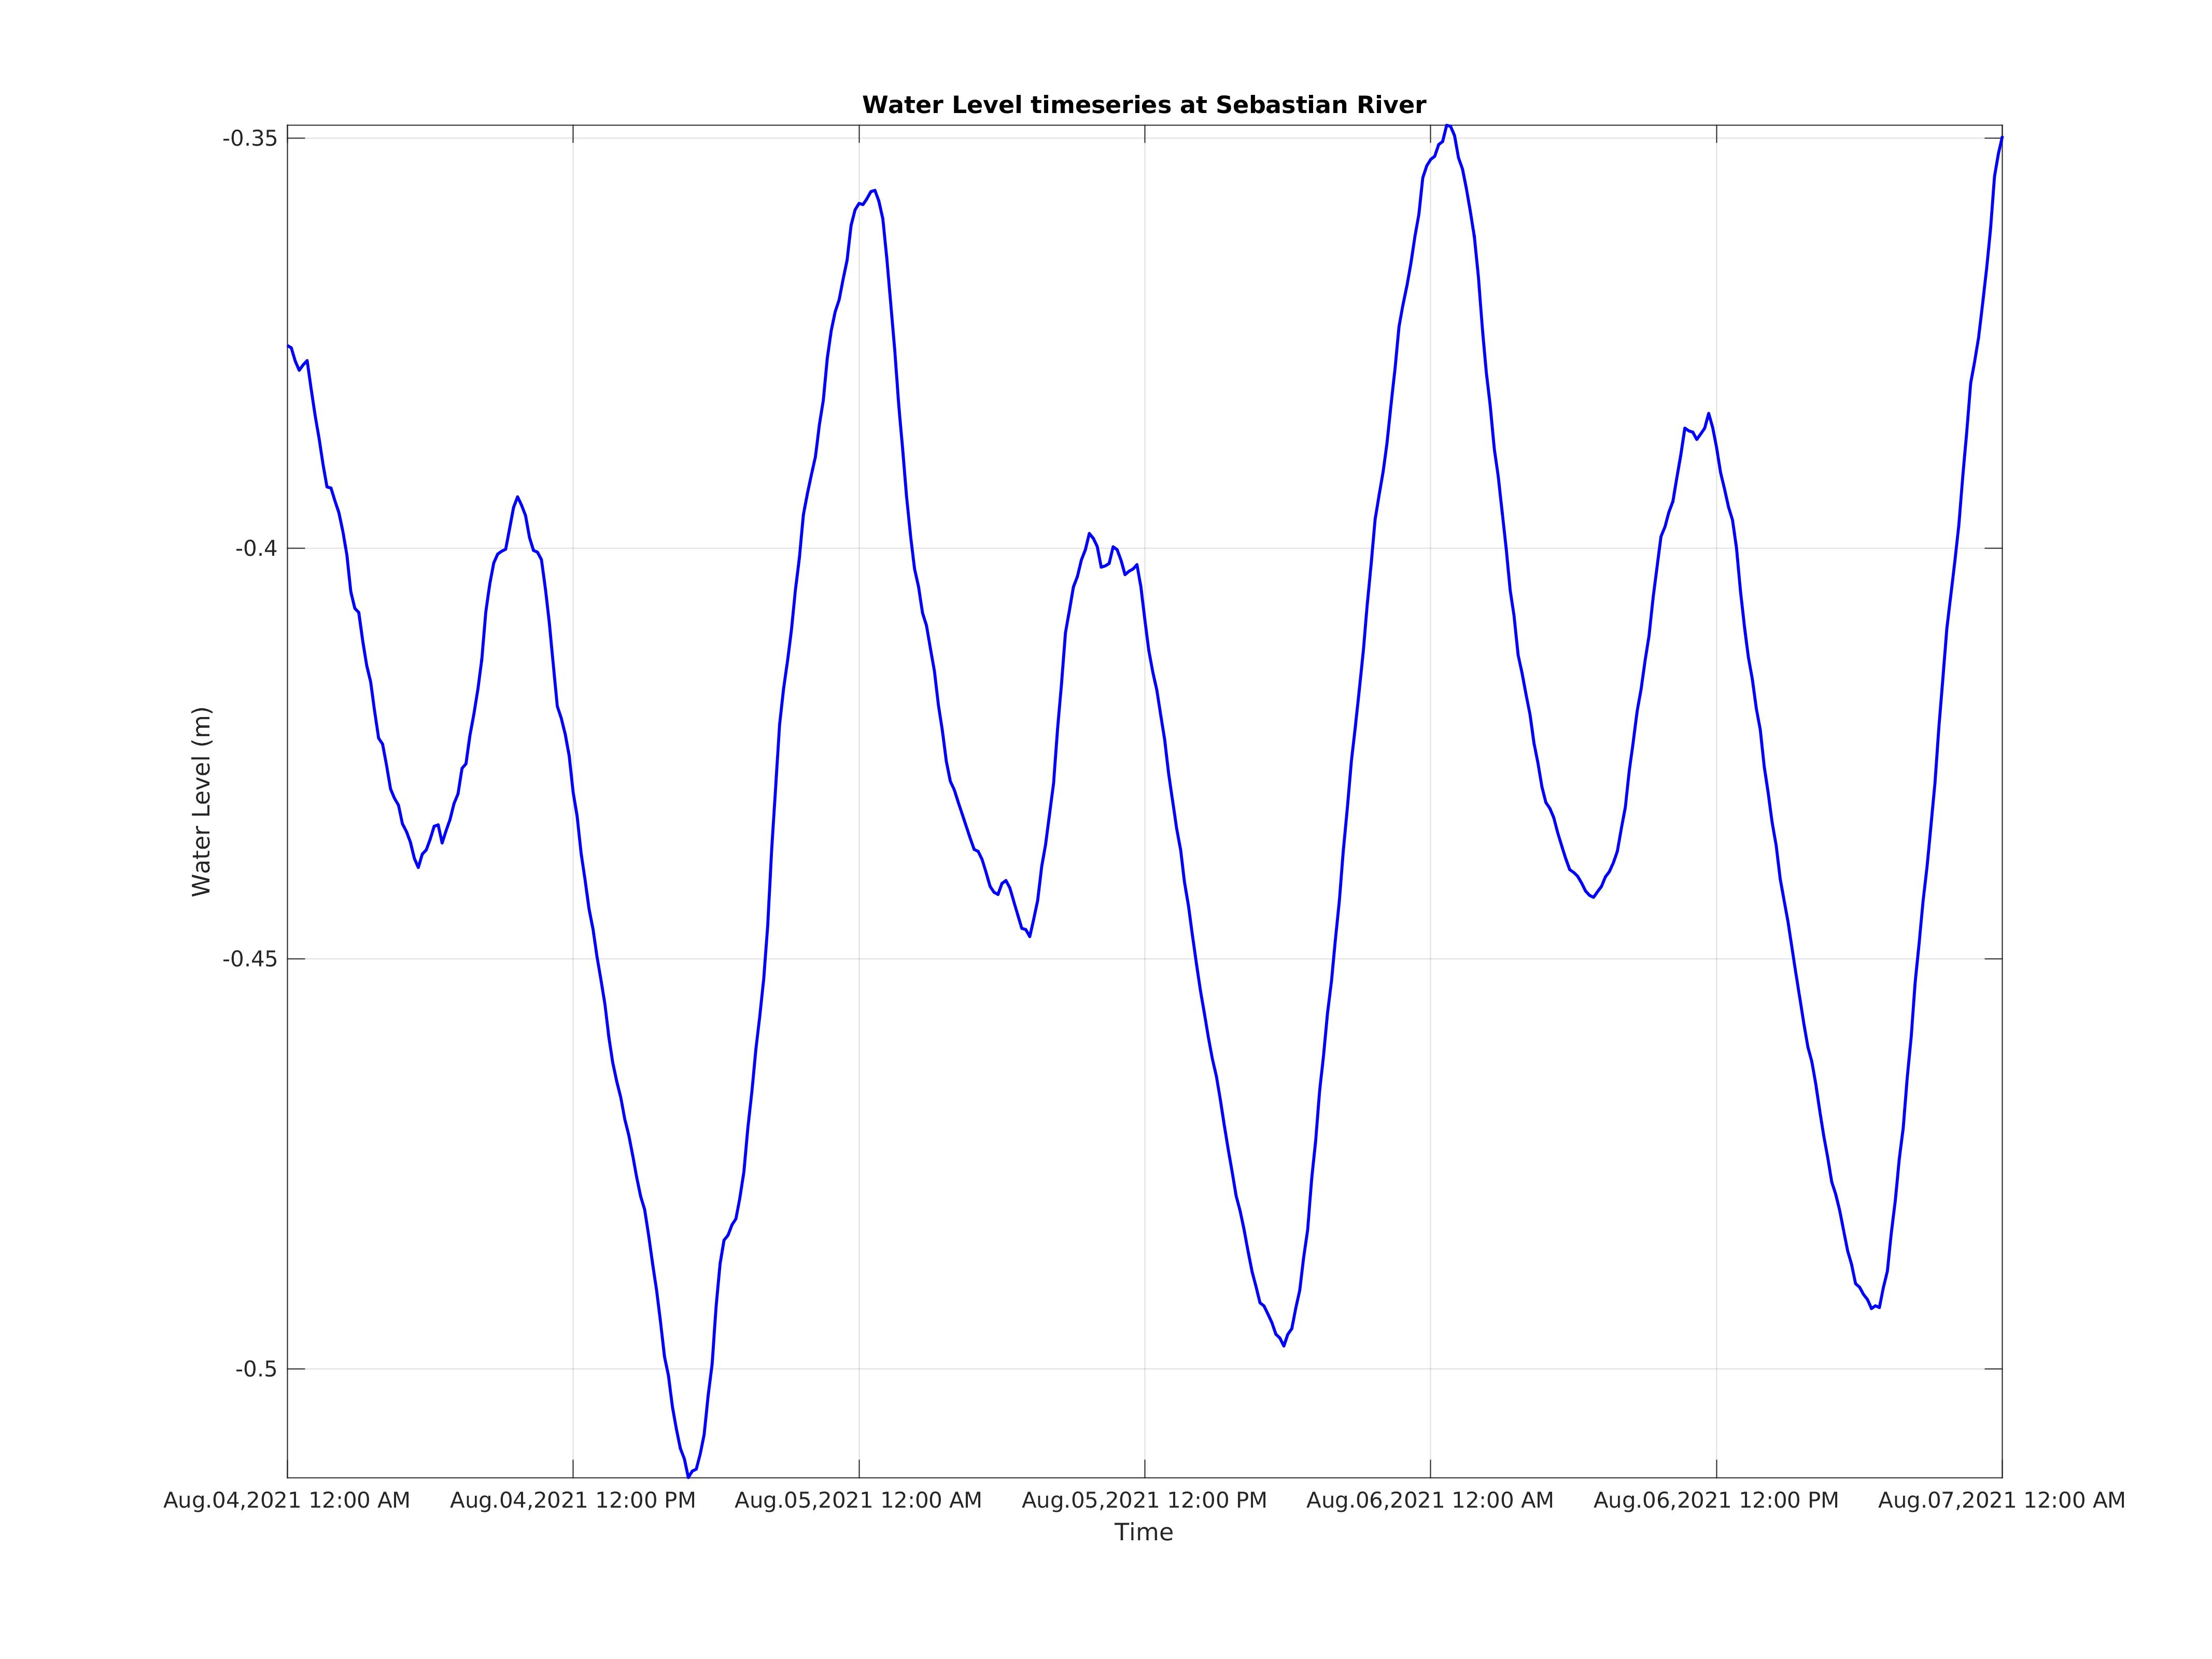 Water Level timeseries at Sebastian River
-0.35
-0.4
-0.45
-0.5
Water Level (m)
Aug.04,2021 12:00 AM Aug.04,2021 12:00 PM Aug.05,2021 12:00 AM Aug.05,2021 12:00 PM Aug.06,2021 12:00 AM Aug.06,2021 12:00 PM Aug.07,2021 12:00 AM
Time